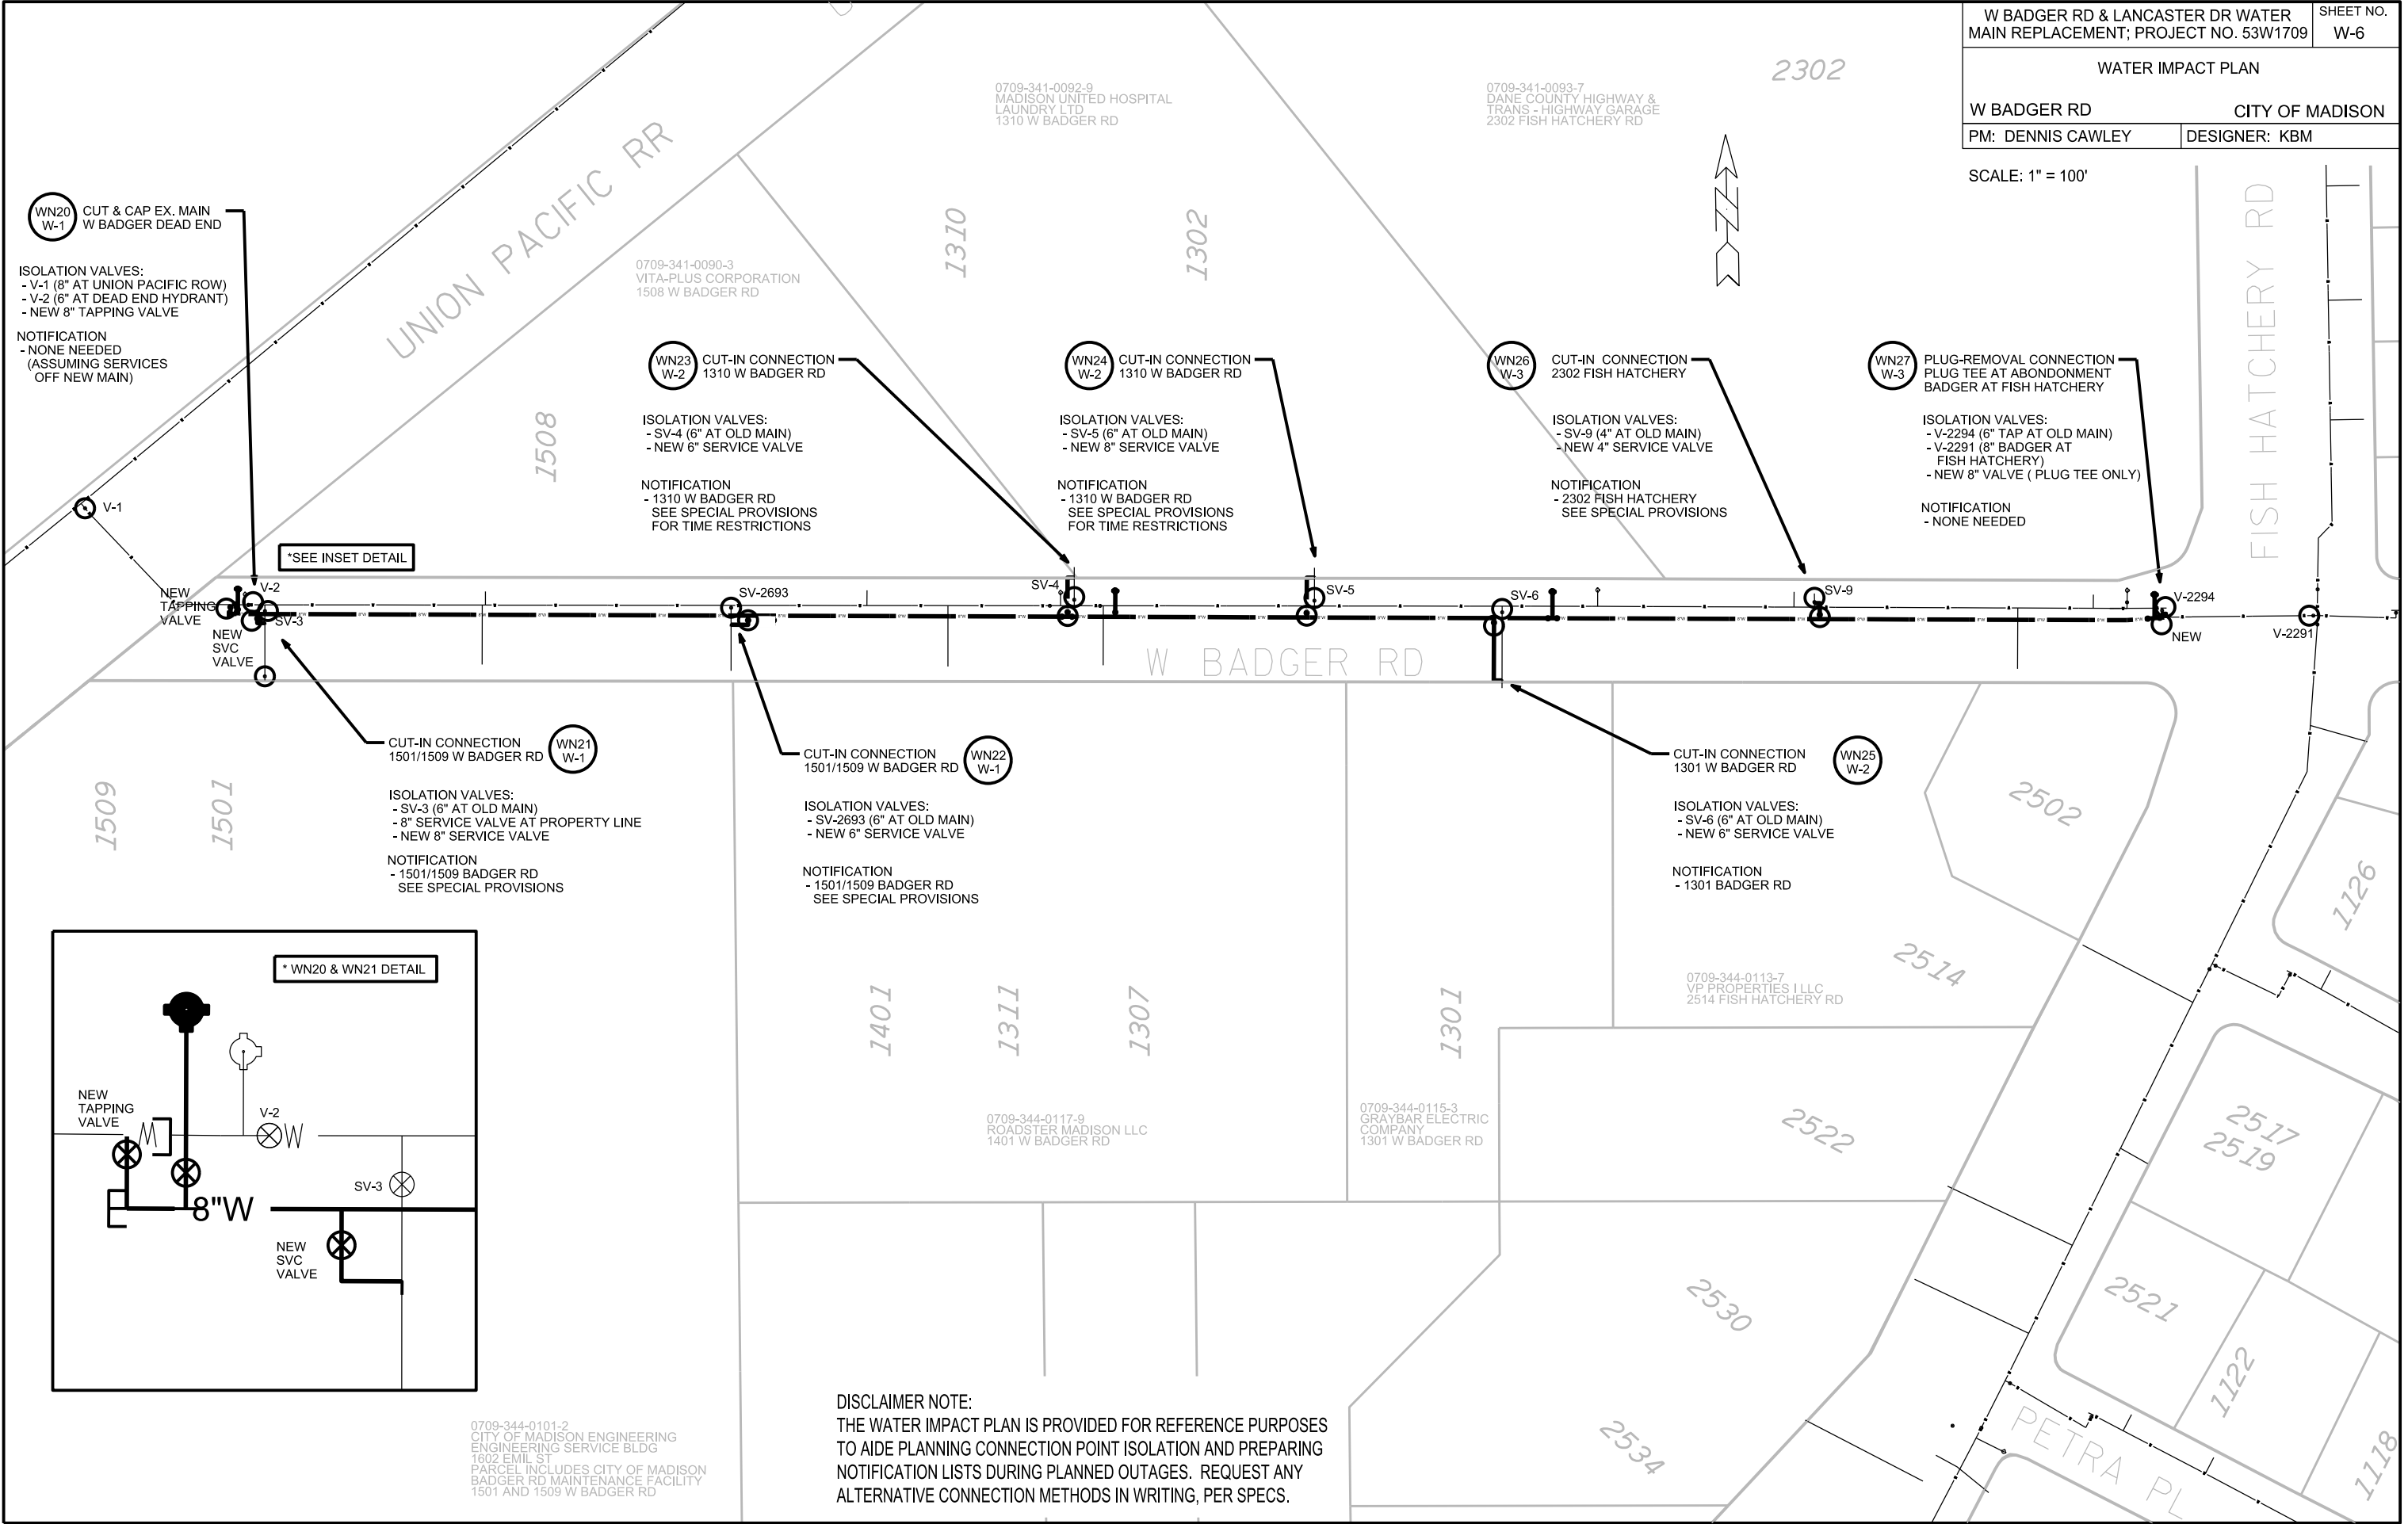 W BADGER RD & LANCASTER DR WATER
MAIN REPLACEMENT; PROJECT NO. 53W1709
SHEET NO.
W-6
WATER IMPACT PLAN
W BADGER RD
CITY OF MADISON
PM: DENNIS CAWLEY
DESIGNER: KBM
SCALE: 1" = 100'
2302
0709-341-0092-9
MADISON UNITED HOSPITAL
LAUNDRY LTD
1310 W BADGER RD
0709-341-0093-7
DANE COUNTY HIGHWAY &
TRANS - HIGHWAY GARAGE
2302 FISH HATCHERY RD
N
UNION PACIFIC RR
0709-341-0090-3
VITA-PLUS CORPORATION
1508 W BADGER RD
1310
1302
1508
FISH HATCHERY RD
WN20
W-1
CUT & CAP EX. MAIN
W BADGER DEAD END
ISOLATION VALVES:
- V-1 (8" AT UNION PACIFIC ROW)
- V-2 (6" AT DEAD END HYDRANT)
- NEW 8" TAPPING VALVE
NOTIFICATION
- NONE NEEDED
(ASSUMING SERVICES
OFF NEW MAIN)
WN23
W-2
CUT-IN CONNECTION
1310 W BADGER RD
ISOLATION VALVES:
- SV-4 (6" AT OLD MAIN)
- NEW 6" SERVICE VALVE
NOTIFICATION
- 1310 W BADGER RD
SEE SPECIAL PROVISIONS
FOR TIME RESTRICTIONS
WN24
W-2
CUT-IN CONNECTION
1310 W BADGER RD
ISOLATION VALVES:
- SV-5 (6" AT OLD MAIN)
- NEW 8" SERVICE VALVE
NOTIFICATION
- 1310 W BADGER RD
SEE SPECIAL PROVISIONS
FOR TIME RESTRICTIONS
WN26
W-3
CUT-IN CONNECTION
2302 FISH HATCHERY
ISOLATION VALVES:
- SV-9 (4" AT OLD MAIN)
- NEW 4" SERVICE VALVE
NOTIFICATION
- 2302 FISH HATCHERY
SEE SPECIAL PROVISIONS
WN27
W-3
PLUG-REMOVAL CONNECTION
PLUG TEE AT ABONDONMENT
BADGER AT FISH HATCHERY
ISOLATION VALVES:
- V-2294 (6" TAP AT OLD MAIN)
- V-2291 (8" BADGER AT
FISH HATCHERY)
- NEW 8" VALVE ( PLUG TEE ONLY)
NOTIFICATION
- NONE NEEDED
V-1
*SEE INSET DETAIL
NEW
TAPPING
VALVE
V-2
SV-3
NEW
SVC
VALVE
SV-2693
SV-4
SV-5
SV-6
SV-9
V-2294
NEW
V-2291
W BADGER RD
CUT-IN CONNECTION
1501/1509 W BADGER RD
WN21
W-1
ISOLATION VALVES:
- SV-3 (6" AT OLD MAIN)
- 8" SERVICE VALVE AT PROPERTY LINE
- NEW 8" SERVICE VALVE
NOTIFICATION
- 1501/1509 BADGER RD
SEE SPECIAL PROVISIONS
CUT-IN CONNECTION
1501/1509 W BADGER RD
WN22
W-1
ISOLATION VALVES:
- SV-2693 (6" AT OLD MAIN)
- NEW 6" SERVICE VALVE
NOTIFICATION
- 1501/1509 BADGER RD
SEE SPECIAL PROVISIONS
CUT-IN CONNECTION
1301 W BADGER RD
WN25
W-2
ISOLATION VALVES:
- SV-6 (6" AT OLD MAIN)
- NEW 6" SERVICE VALVE
NOTIFICATION
- 1301 BADGER RD
1509
1501
1401
1311
1307
1301
2502
2514
1126
0709-344-0113-7
VP PROPERTIES I LLC
2514 FISH HATCHERY RD
* WN20 & WN21 DETAIL
NEW
TAPPING
VALVE
V-2
W
SV-3
8"W
NEW
SVC
VALVE
0709-344-0117-9
ROADSTER MADISON LLC
1401 W BADGER RD
0709-344-0115-3
GRAYBAR ELECTRIC
COMPANY
1301 W BADGER RD
2522
2517
2519
2530
2521
1122
2534
1118
PETRA PL
0709-344-0101-2
CITY OF MADISON ENGINEERING
ENGINEERING SERVICE BLDG
1602 EMIL ST
PARCEL INCLUDES CITY OF MADISON
BADGER RD MAINTENANCE FACILITY
1501 AND 1509 W BADGER RD
DISCLAIMER NOTE:
THE WATER IMPACT PLAN IS PROVIDED FOR REFERENCE PURPOSES
TO AIDE PLANNING CONNECTION POINT ISOLATION AND PREPARING
NOTIFICATION LISTS DURING PLANNED OUTAGES. REQUEST ANY
ALTERNATIVE CONNECTION METHODS IN WRITING, PER SPECS.